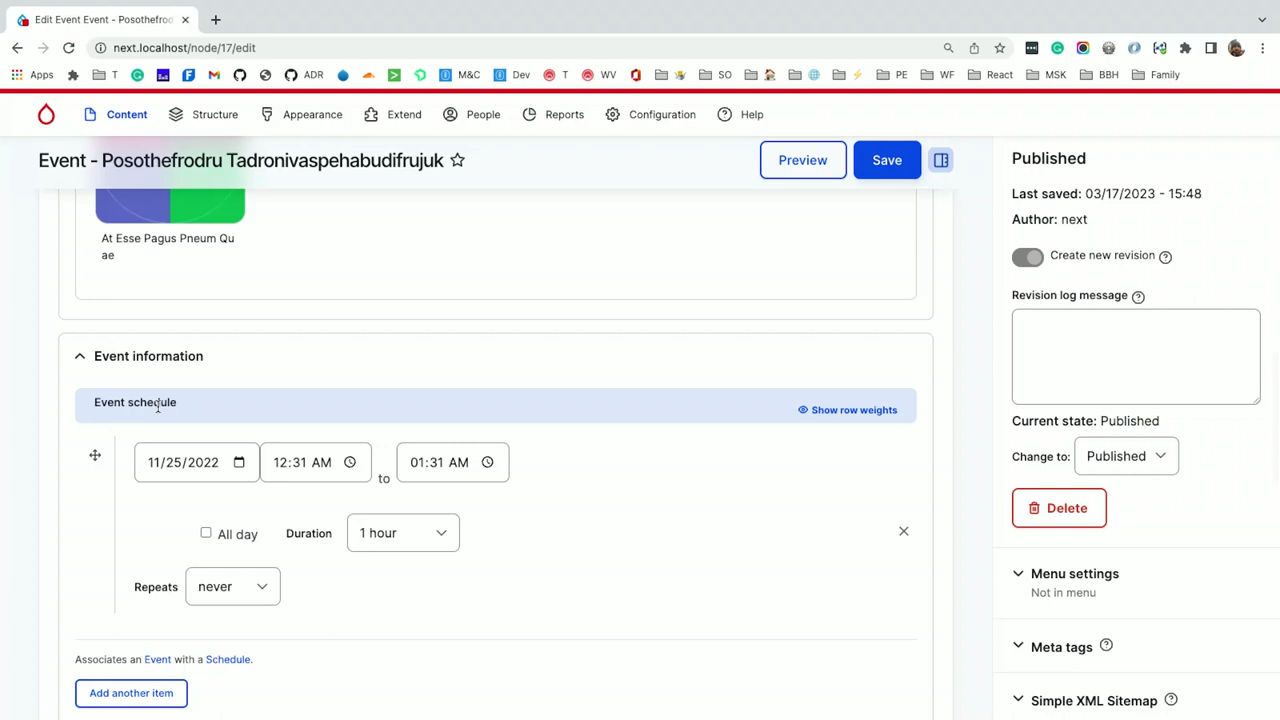 Edit Event Event - Posothefrod
next.localhost/node/17/edit
Apps
T
ADR
M&C
Dev
T
WV
SO
PE
WF
React
MSK
BBH
Family
Content
Structure
Appearance
Extend
People
Reports
Configuration
Help
Event - Posothefrodru Tadronivaspehabudifrujuk
Preview
Save
At Esse Pagus Pneum Qu
ae
Event information
Event schedule
Show row weights
11/25/2022
12:31 AM
to
01:31 AM
All day
Duration
1 hour
Repeats
never
Associates an Event with a Schedule.
Add another item
Published
Last saved: 03/17/2023 - 15:48
Author: next
Create new revision
Revision log message
Current state: Published
Change to:
Published
Delete
Menu settings
Not in menu
Meta tags
Simple XML Sitemap